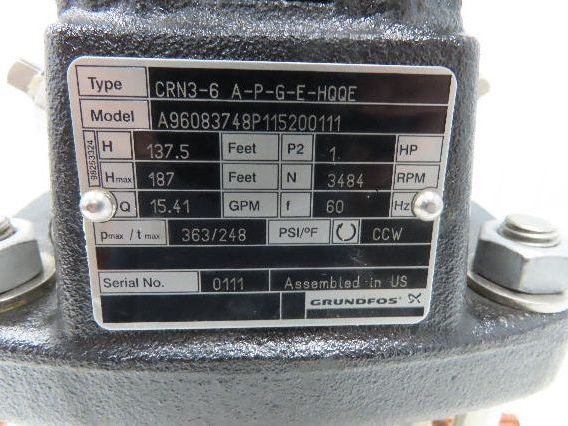 Type CRN3-6 A-P-G-E-HQQE
Model A96083748P115200111
98253324
H 137.5 Feet P2 1. HP
Hmax 187 Feet N 3484 RPM
Q 15.41 GPM f 60 Hz
pmax / tmax 363/248 PSI/°F CCW
Serial No. 0111 Assembled in US
GRUNDFOS